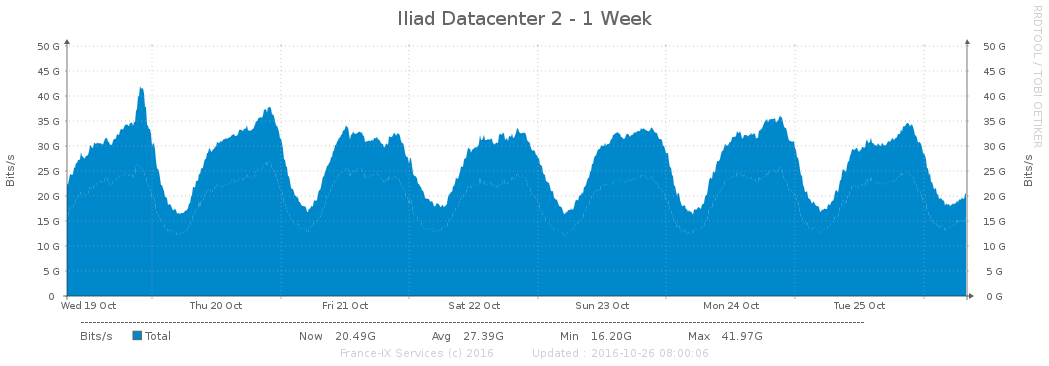 Iliad Datacenter 2 - 1 Week
RRDTOOL / TOBI OETIKER
Bits/s
50 G 50 G
45 G 45 G
40 G 40 G
35 G 35 G
30 G 30 G
25 G 25 G
20 G 20 G
15 G 15 G
10 G 10 G
5 G 5 G
0 0 G
Bits/s
Wed 19 Oct Thu 20 Oct Fri 21 Oct Sat 22 Oct Sun 23 Oct Mon 24 Oct Tue 25 Oct
Bits/s Total Now 20.49G Avg 27.39G Min 16.20G Max 41.97G
France-IX Services (c) 2016 Updated : 2016-10-26 08:00:06